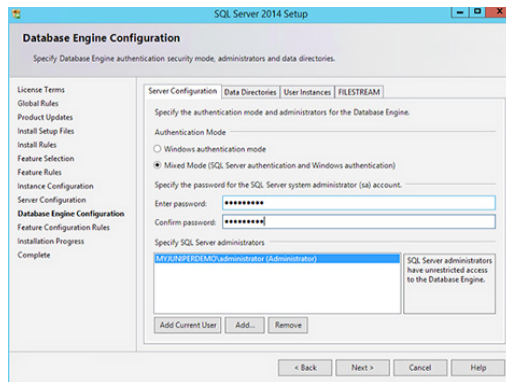 SQL Server 2014 Setup
Database Engine Configuration
Specify Database Engine authentication security mode, administrators and data directories.
License Terms
Global Rules
Product Updates
Install Setup Files
Install Rules
Feature Selection
Feature Rules
Instance Configuration
Server Configuration
Database Engine Configuration
Feature Configuration Rules
Installation Progress
Complete
Server Configuration Data Directories User Instances FILESTREAM
Specify the authentication mode and administrators for the Database Engine.
Authentication Mode
Windows authentication mode
Mixed Mode (SQL Server authentication and Windows authentication)
Specify the password for the SQL Server system administrator (sa) account.
Enter password: •••••••••
Confirm password: •••••••••
Specify SQL Server administrators
MYJUNIPERDEMO\administrator (Administrator)
SQL Server administrators
have unrestricted access
to the Database Engine.
Add Current User Add... Remove
< Back Next > Cancel Help